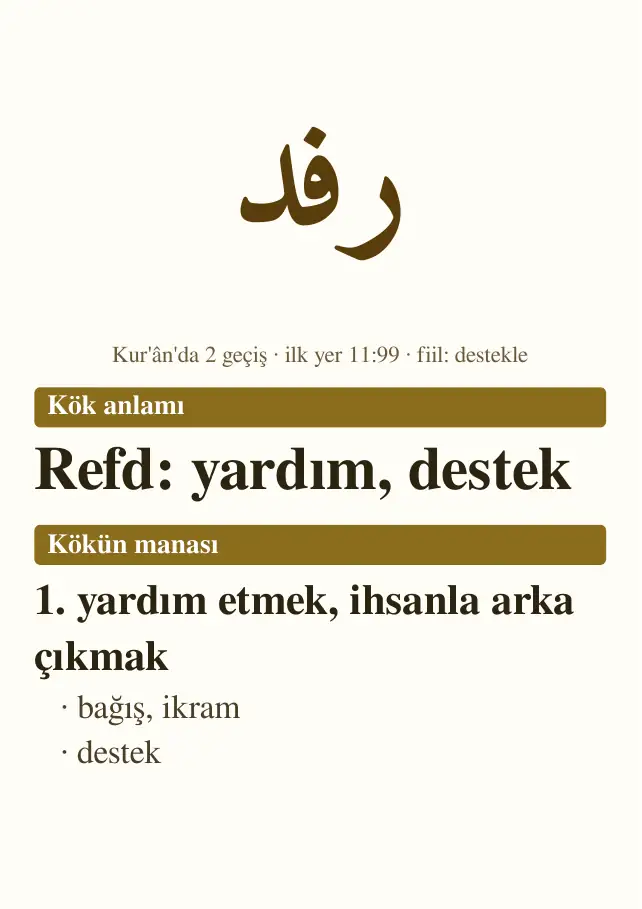 رفد
Kur'ân'da 2 geçiş · ilk yer 11:99 · fiil: destekle
Kök anlamı
Refd: yardım, destek
Kökün manası
1. yardım etmek, ihsanla arka
çıkmak
· bağış, ikram
· destek